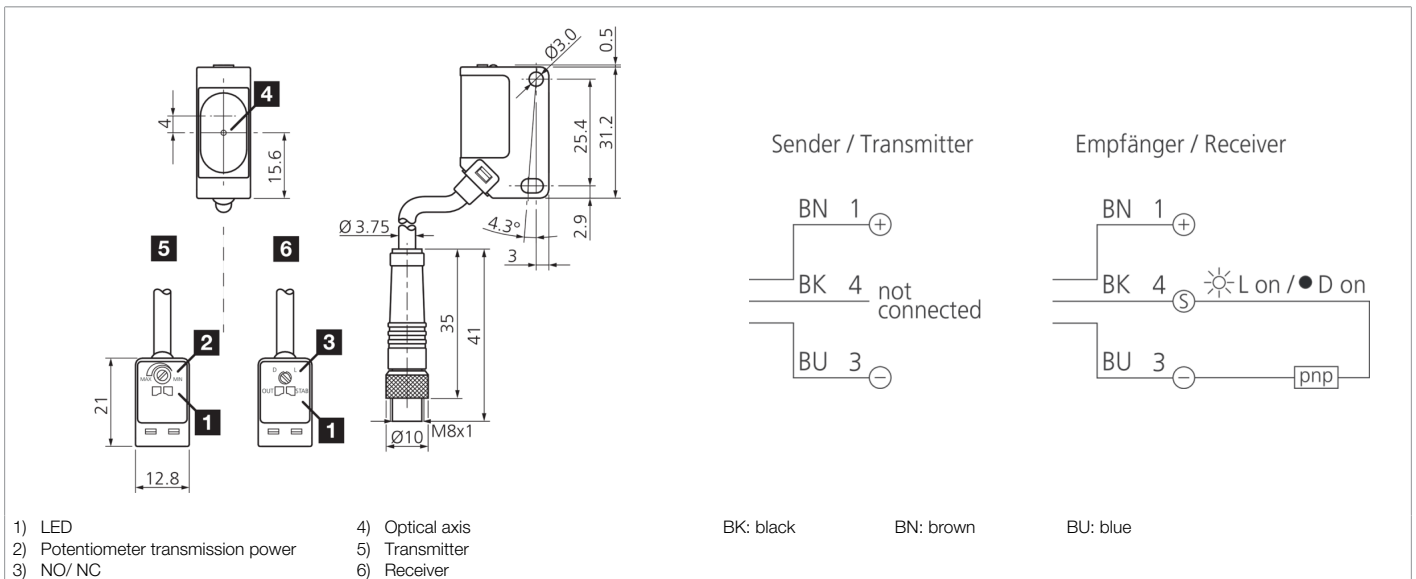 4
4
15.6
Ø3.0
0.5
25.4
31.2
2.9
4.3°
3
Ø 3.75
35
41
Ø10
M8x1
5
6
2
MAX
MIN
1
21
12.8
3
D
L
OUT
STAB
1
Sender / Transmitter
BN 1 +
BK 4 not
connected
BU 3 −
Empfänger / Receiver
BN 1 +
BK 4 S L on / ● D on
BU 3 − pnp
1) LED
2) Potentiometer transmission power
3) NO/ NC
4) Optical axis
5) Transmitter
6) Receiver
BK: black
BN: brown
BU: blue